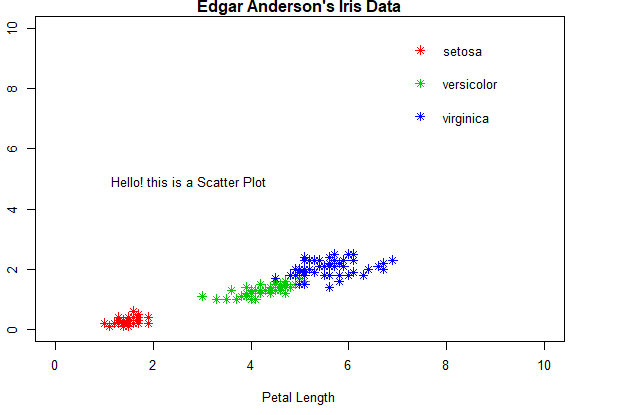 Edgar Anderson's Iris Data
10
8
6
4
2
0
setosa
versicolor
virginica
Hello! this is a Scatter Plot
0 2 4 6 8 10
Petal Length